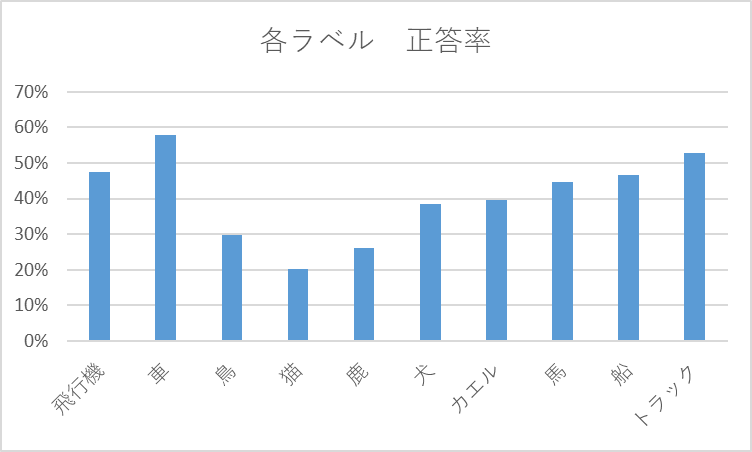 各ラベル　正答率
70%
60%
50%
40%
30%
20%
10%
0%
飛行機
車
鳥
猫
鹿
犬
カエル
馬
船
トラック